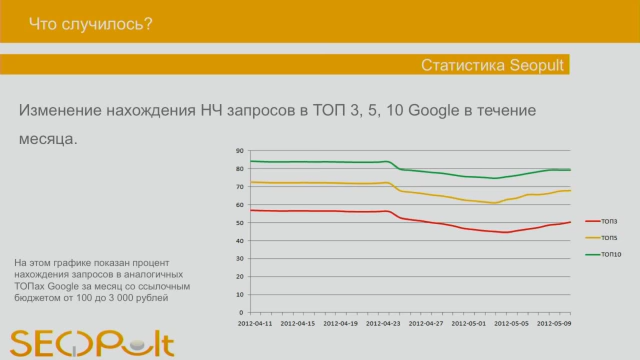 Что случилось?
Статистика Seopult
Изменение нахождения НЧ запросов в ТОП 3, 5, 10 Google в течение
месяца.
90
80
70
60
50
40
30
20
10
0
2012-04-11 2012-04-15 2012-04-19 2012-04-23 2012-04-27 2012-05-01 2012-05-05 2012-05-09
ТОП3
ТОП5
ТОП10
На этом графике показан процент
нахождения запросов в аналогичных
ТОПах Google за месяц со ссылочным
бюджетом от 100 до 3 000 рублей
SEOPult